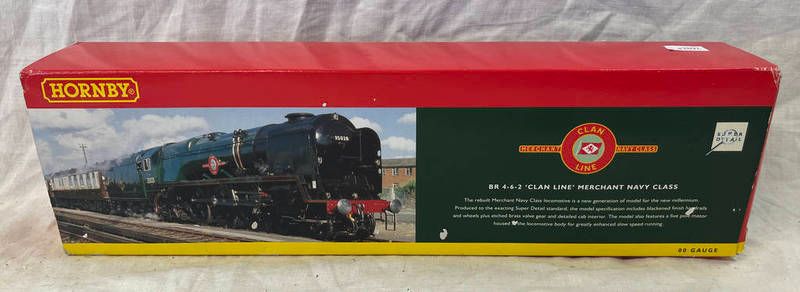 HORNBY®
35028
CLAN
MERCHANT NAVY CLASS
LINE
SUPER
DETAIL
BR 4-6-2 'CLAN LINE' MERCHANT NAVY CLASS
The rebuilt Merchant Navy Class locomotive is a new generation of model for the new millennium.
Produced to the exacting Super Detail standard, the model specification includes blackened finish handrails
and wheels plus etched brass valve gear and detailed cab interior. The model also features a five pole motor
housed the locomotive body for greatly enhanced slow speed running.
00 GAUGE